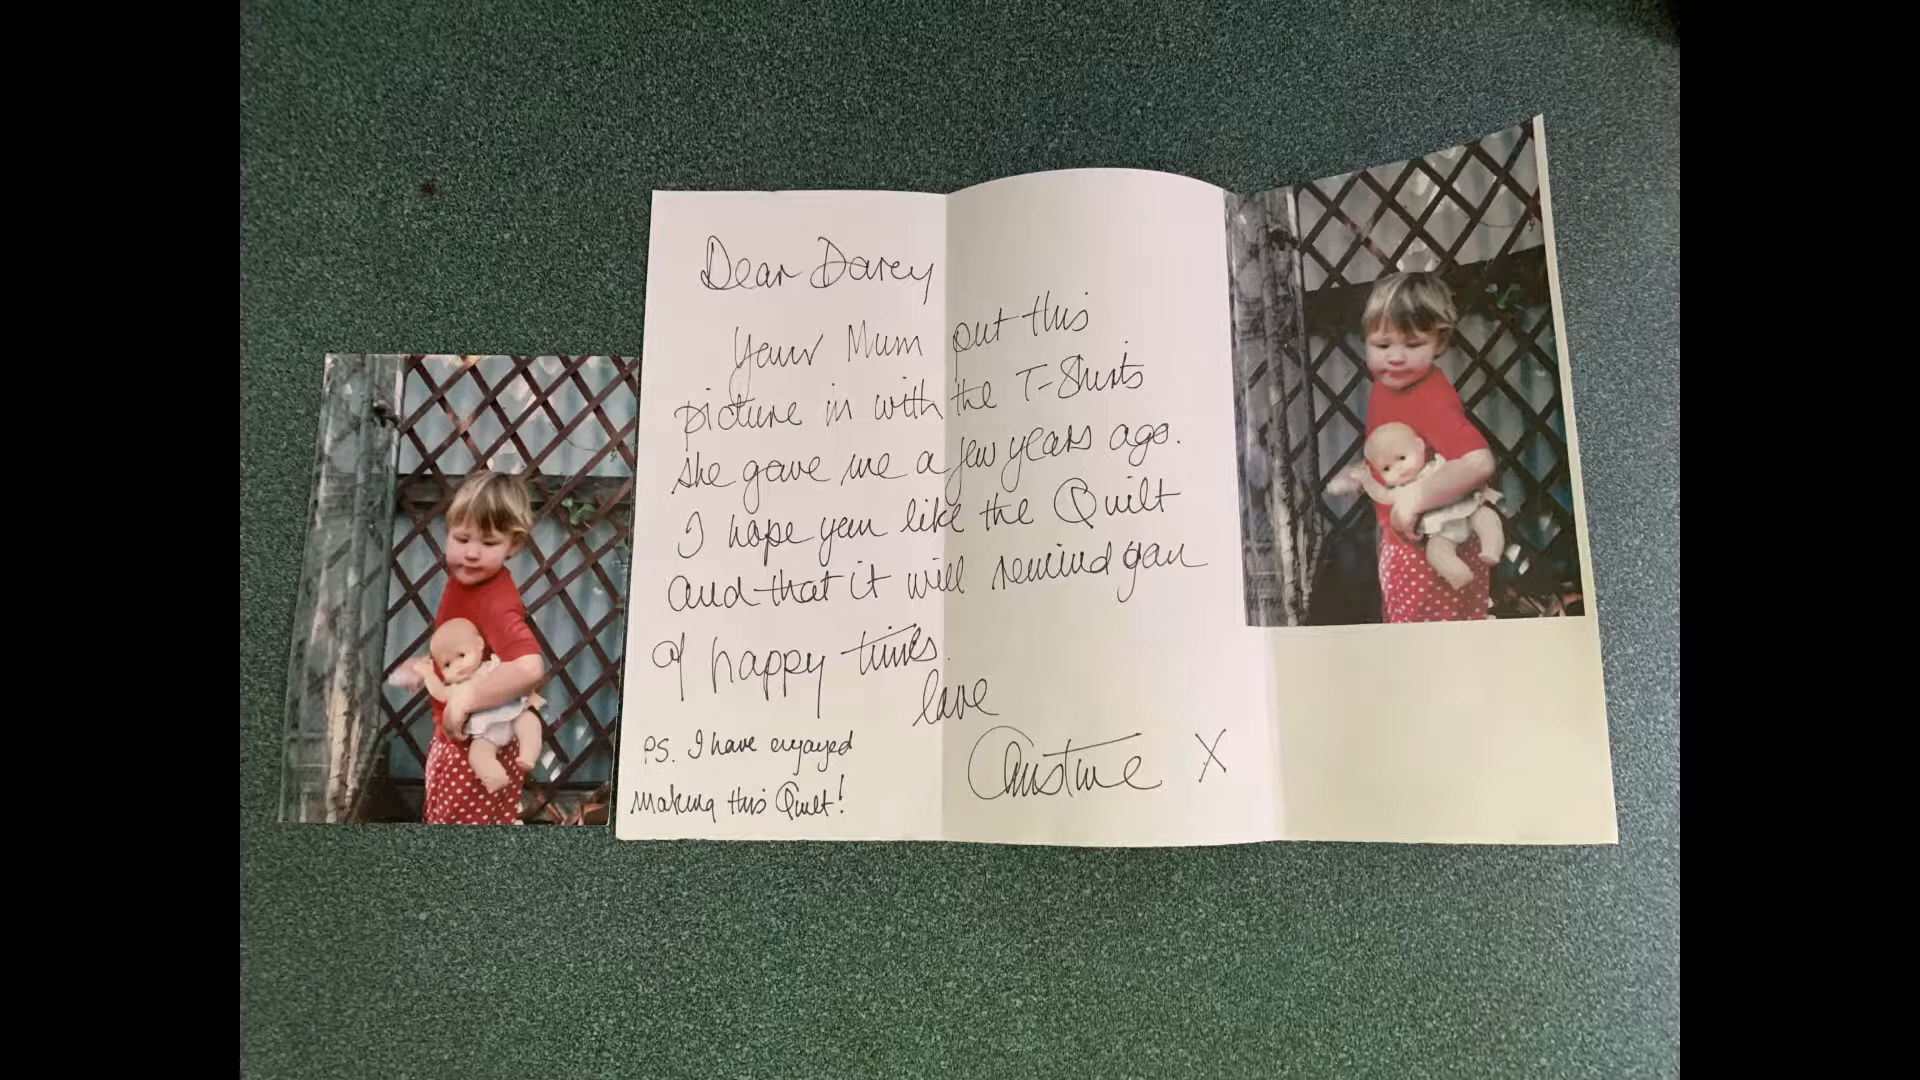 Dear Darcy
Your Mum put this
picture in with the T-Shirts
she gave me a few years ago.
I hope you like the Quilt
and that it will remind you
of happy times.
love
Christine X
PS. I have enjoyed
making this Quilt!